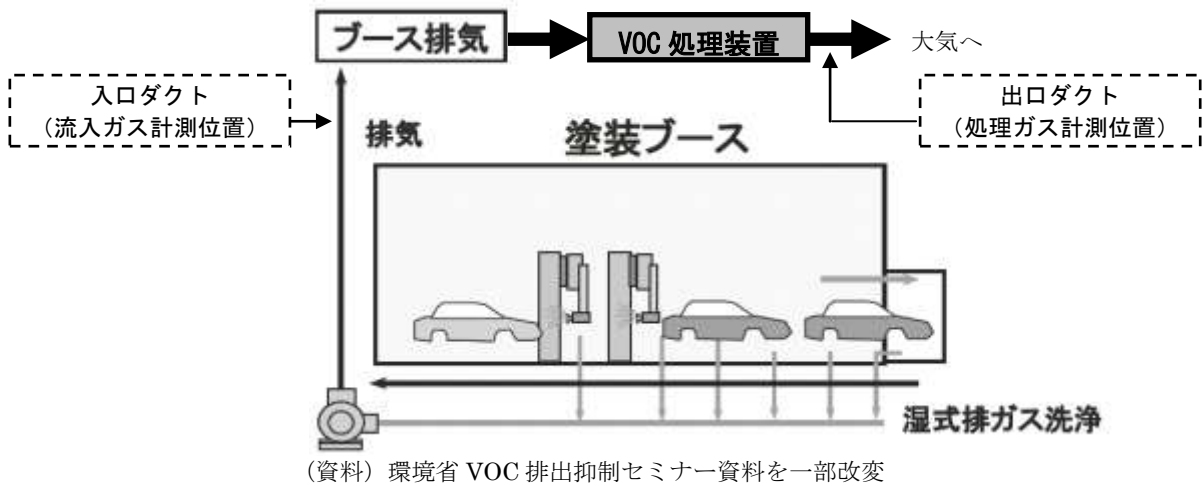 ブース排気
VOC 処理装置
大気へ
入口ダクト
(流入ガス計測位置)
出口ダクト
(処理ガス計測位置)
排気
塗装ブース
湿式排ガス洗浄
(資料)環境省 VOC 排出抑制セミナー資料を一部改変